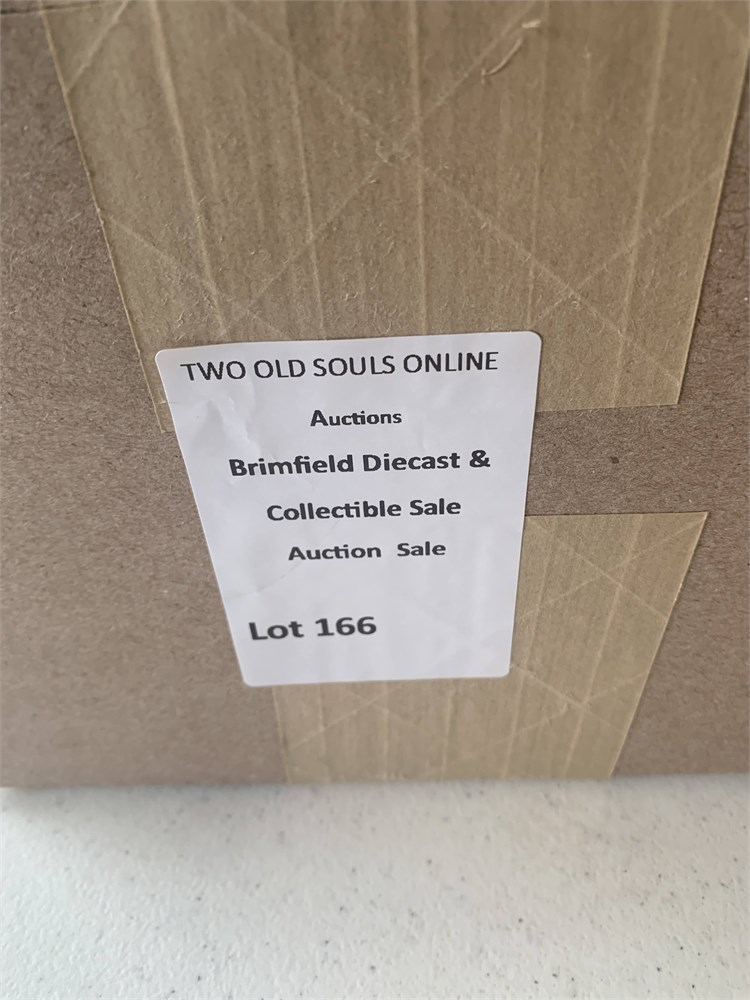 TWO OLD SOULS ONLINE
Auctions
Brimfield Diecast &
Collectible Sale
Auction Sale
Lot 166